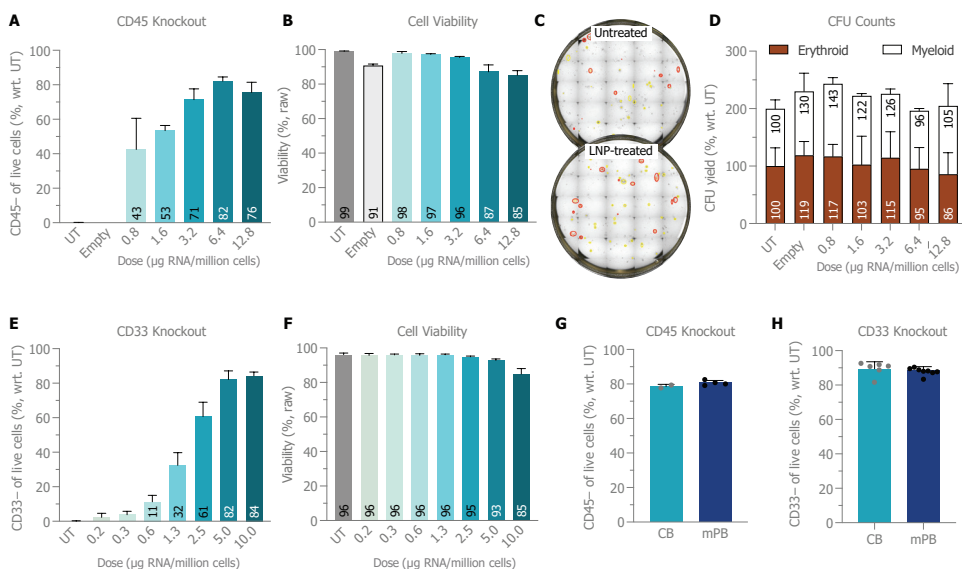 A
CD45 Knockout
CD45– of live cells (%, wrt. UT)
100
80
60
40
20
0
43
53
71
82
76
UT
Empty
0.8
1.6
3.2
6.4
12.8
Dose (µg RNA/million cells)
B
Cell Viability
Viability (%, raw)
100
80
60
40
20
0
99
91
98
97
96
87
85
UT
Empty
0.8
1.6
3.2
6.4
12.8
Dose (µg RNA/million cells)
C
Untreated
LNP-treated
D
CFU Counts
Erythroid
Myeloid
CFU yield (%, wrt. UT)
300
200
100
0
100
130
143
122
126
96
105
100
119
117
103
115
95
86
UT
Empty
0.8
1.6
3.2
6.4
12.8
Dose (µg RNA/million cells)
E
CD33 Knockout
CD33– of live cells (%, wrt. UT)
100
80
60
40
20
0
11
32
61
82
84
UT
0.2
0.3
0.6
1.3
2.5
5.0
10.0
Dose (µg RNA/million cells)
F
Cell Viability
Viability (%, raw)
100
80
60
40
20
0
96
96
96
96
96
95
93
85
UT
0.2
0.3
0.6
1.3
2.5
5.0
10.0
Dose (µg RNA/million cells)
G
CD45 Knockout
CD45– of live cells (%, wrt. UT)
100
80
60
40
20
0
CB
mPB
H
CD33 Knockout
CD33– of live cells (%, wrt. UT)
100
80
60
40
20
0
CB
mPB